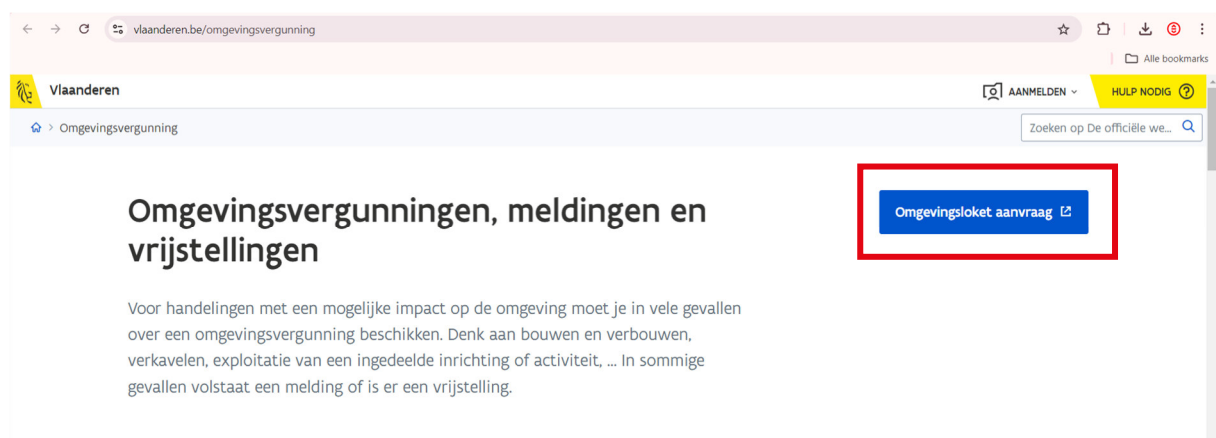 vlaanderen.be/omgevingsvergunning
Alle bookmarks
Vlaanderen
AANMELDEN
HULP NODIG
Omgevingsvergunning
Zoeken op De officiële we...
Omgevingsvergunningen, meldingen en
vrijstellingen
Omgevingsloket aanvraag
Voor handelingen met een mogelijke impact op de omgeving moet je in vele gevallen
over een omgevingsvergunning beschikken. Denk aan bouwen en verbouwen,
verkavelen, exploitatie van een ingedeelde inrichting of activiteit, ... In sommige
gevallen volstaat een melding of is er een vrijstelling.